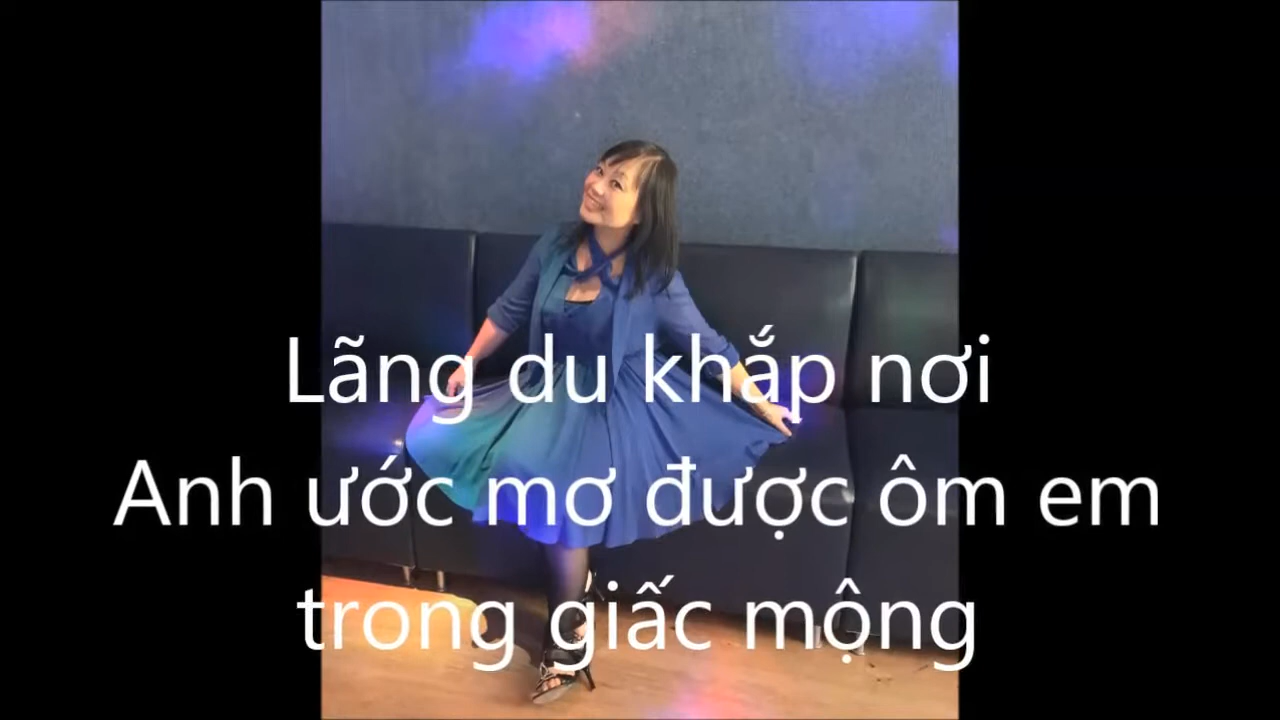 Lãng du khắp nơi
Anh ước mơ được ôm em
trong giấc mộng